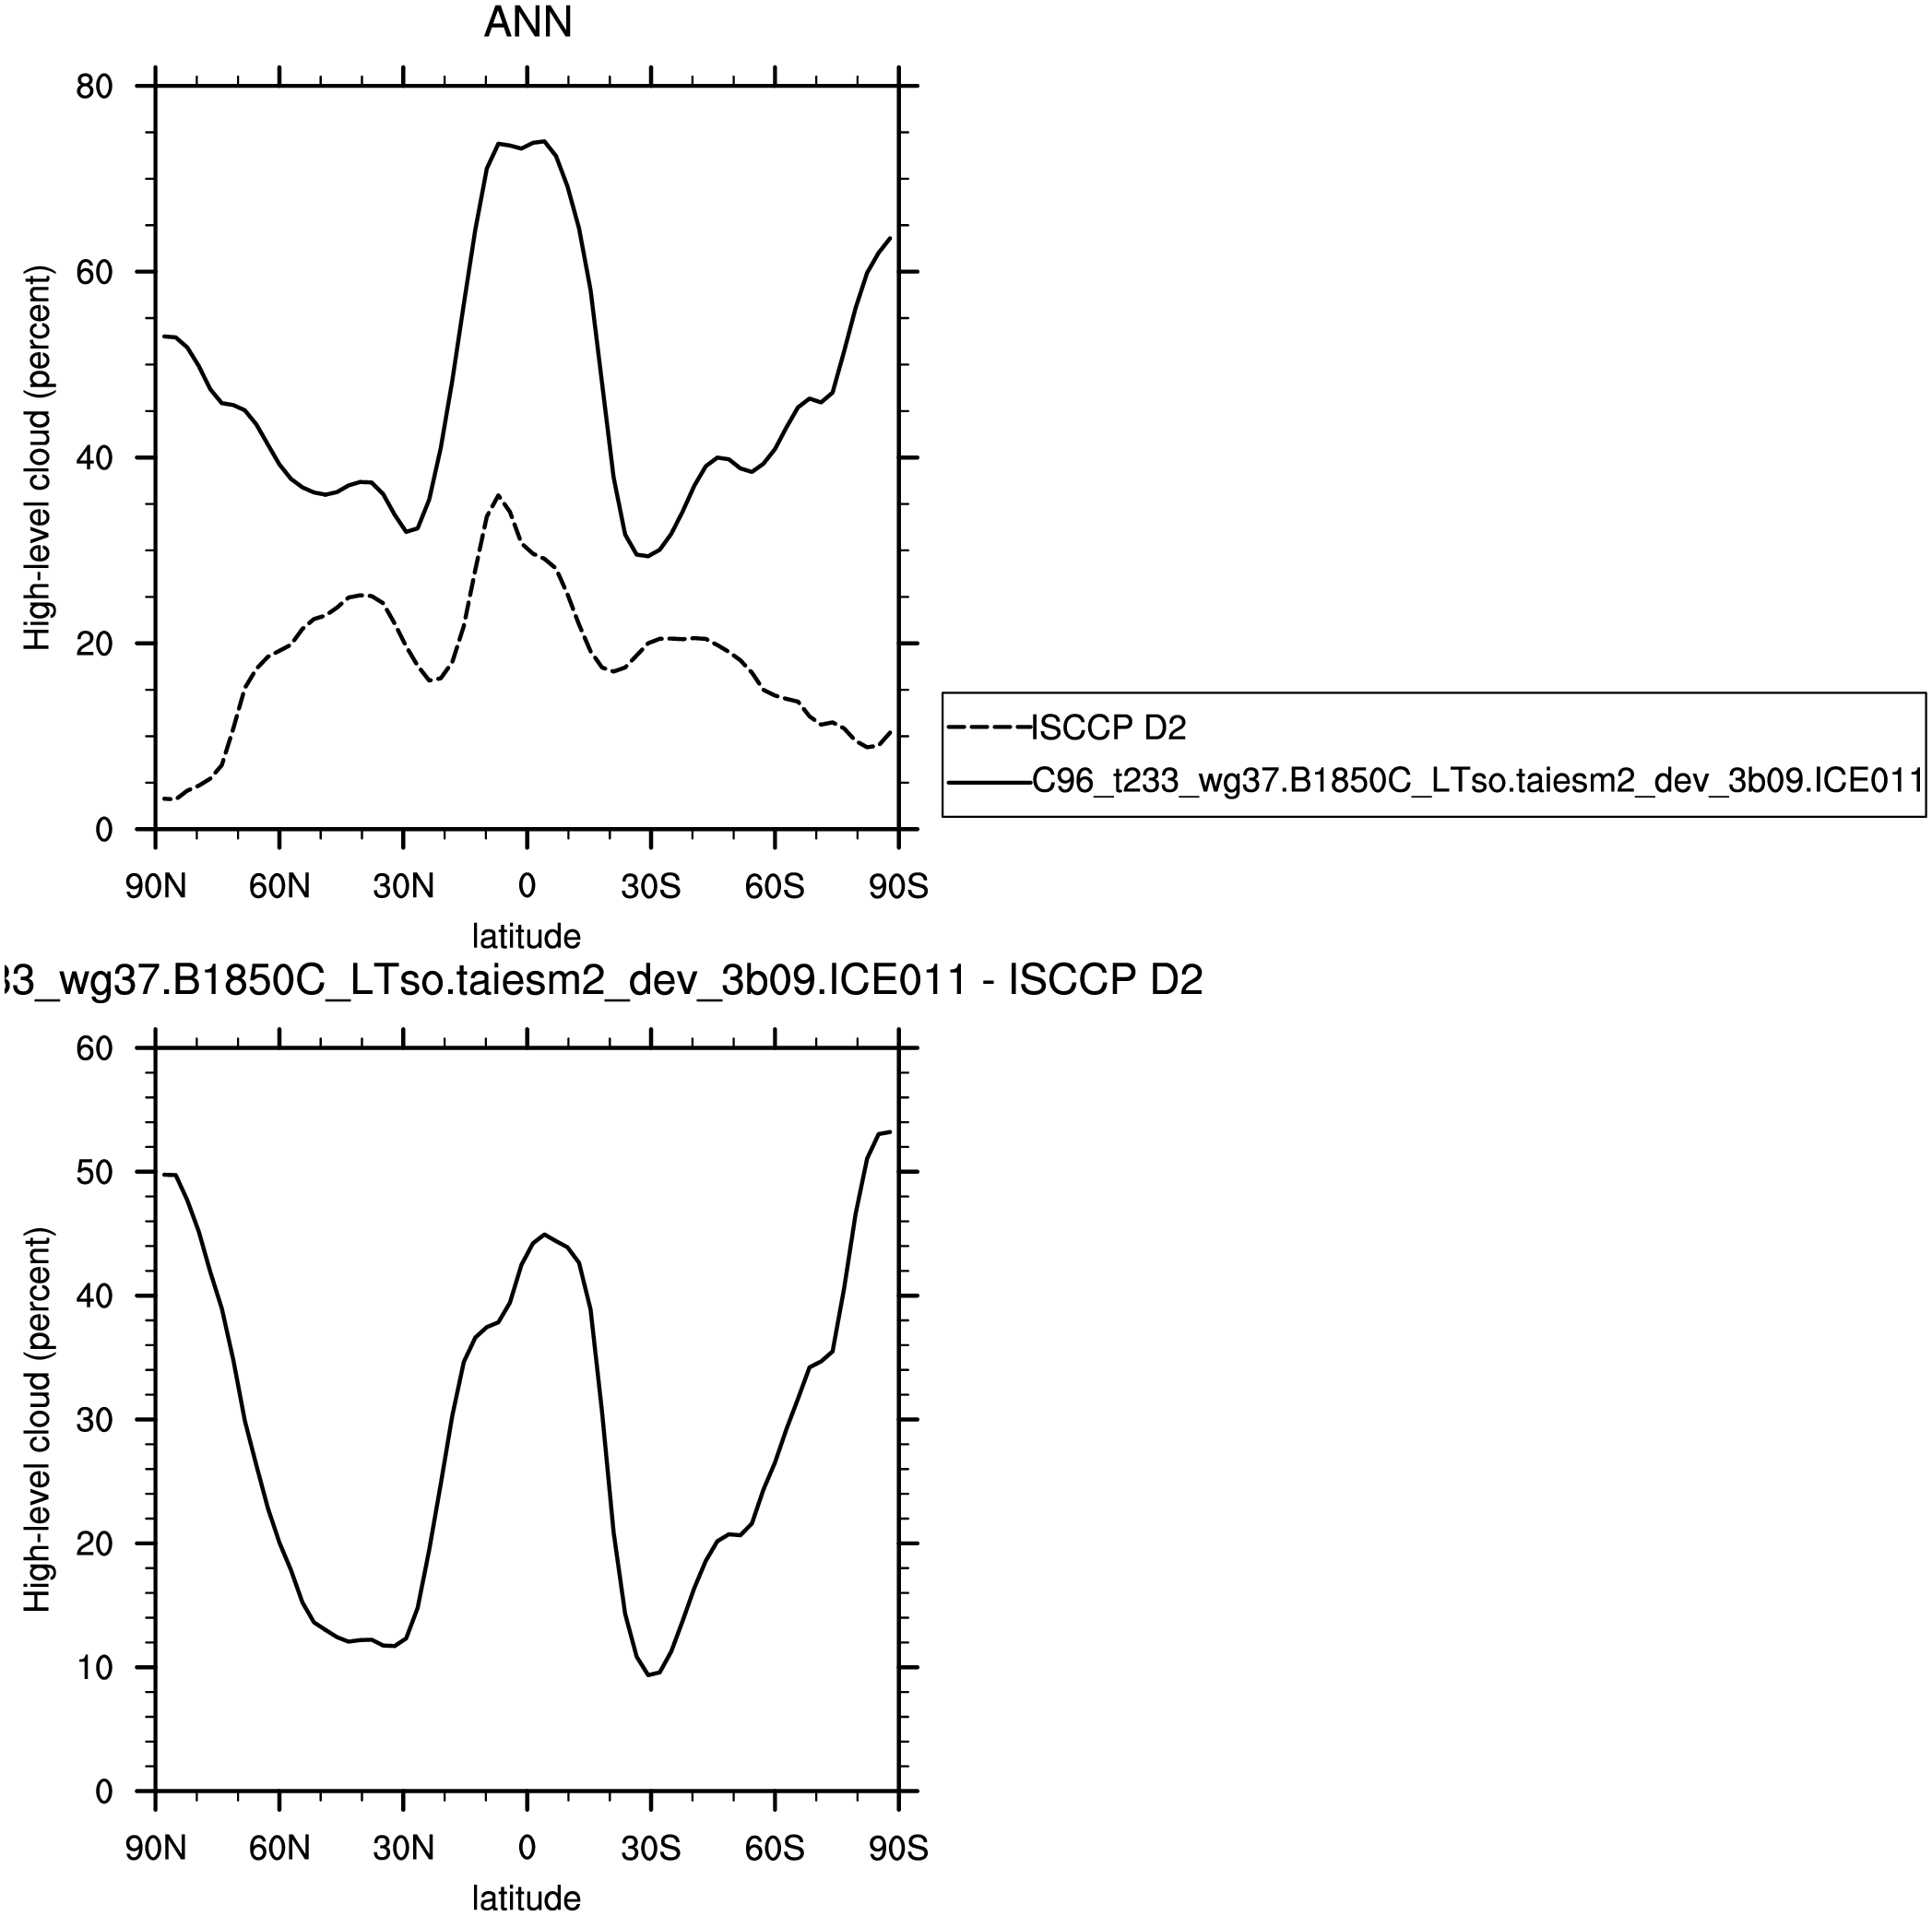 ANN
80
60
40
20
0
High-level cloud (percent)
90N 60N 30N 0 30S 60S 90S
latitude
ISCCP D2
C96_t233_wg37.B1850C_LTso.taiesm2_dev_3b09.ICE011
33_wg37.B1850C_LTso.taiesm2_dev_3b09.ICE011 - ISCCP D2
60
50
40
30
20
10
0
High-level cloud (percent)
90N 60N 30N 0 30S 60S 90S
latitude